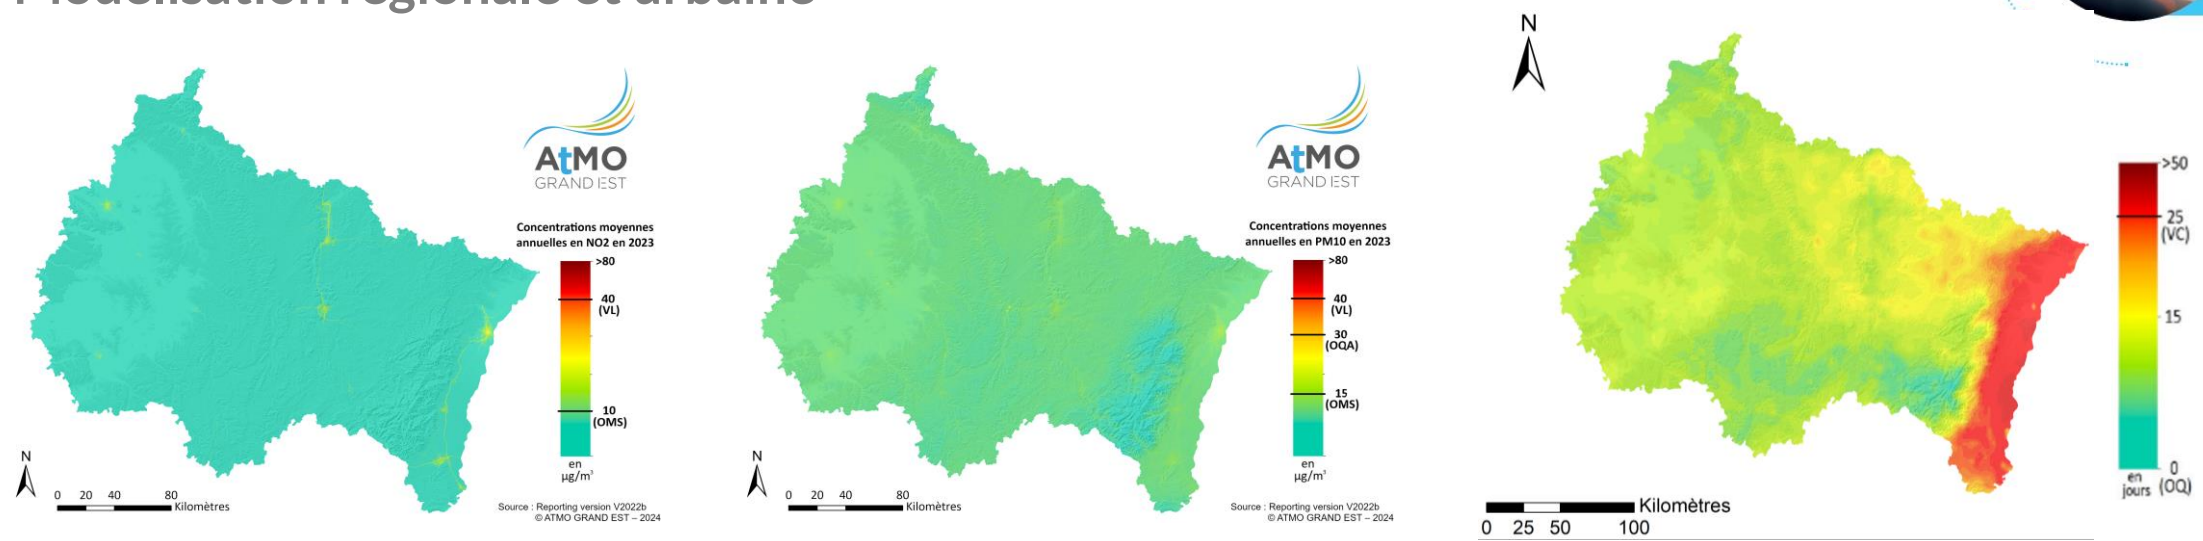 Modélisation régionale et urbaine
AtMO
GRAND EST
Concentrations moyennes
annuelles en NO2 en 2023
>80
40
(VL)
10
(OMS)
en
µg/m³
N
0 20 40 80
Kilomètres
Source : Reporting version V2022b
© ATMO GRAND EST – 2024
AtMO
GRAND EST
Concentrations moyennes
annuelles en PM10 en 2023
>80
40
(VL)
30
(OQA)
15
(OMS)
en
µg/m³
N
0 20 40 80
Kilomètres
Source : Reporting version V2022b
© ATMO GRAND EST – 2024
N
>50
25
(VC)
15
0
en
jours (OQ)
Kilomètres
0 25 50 100